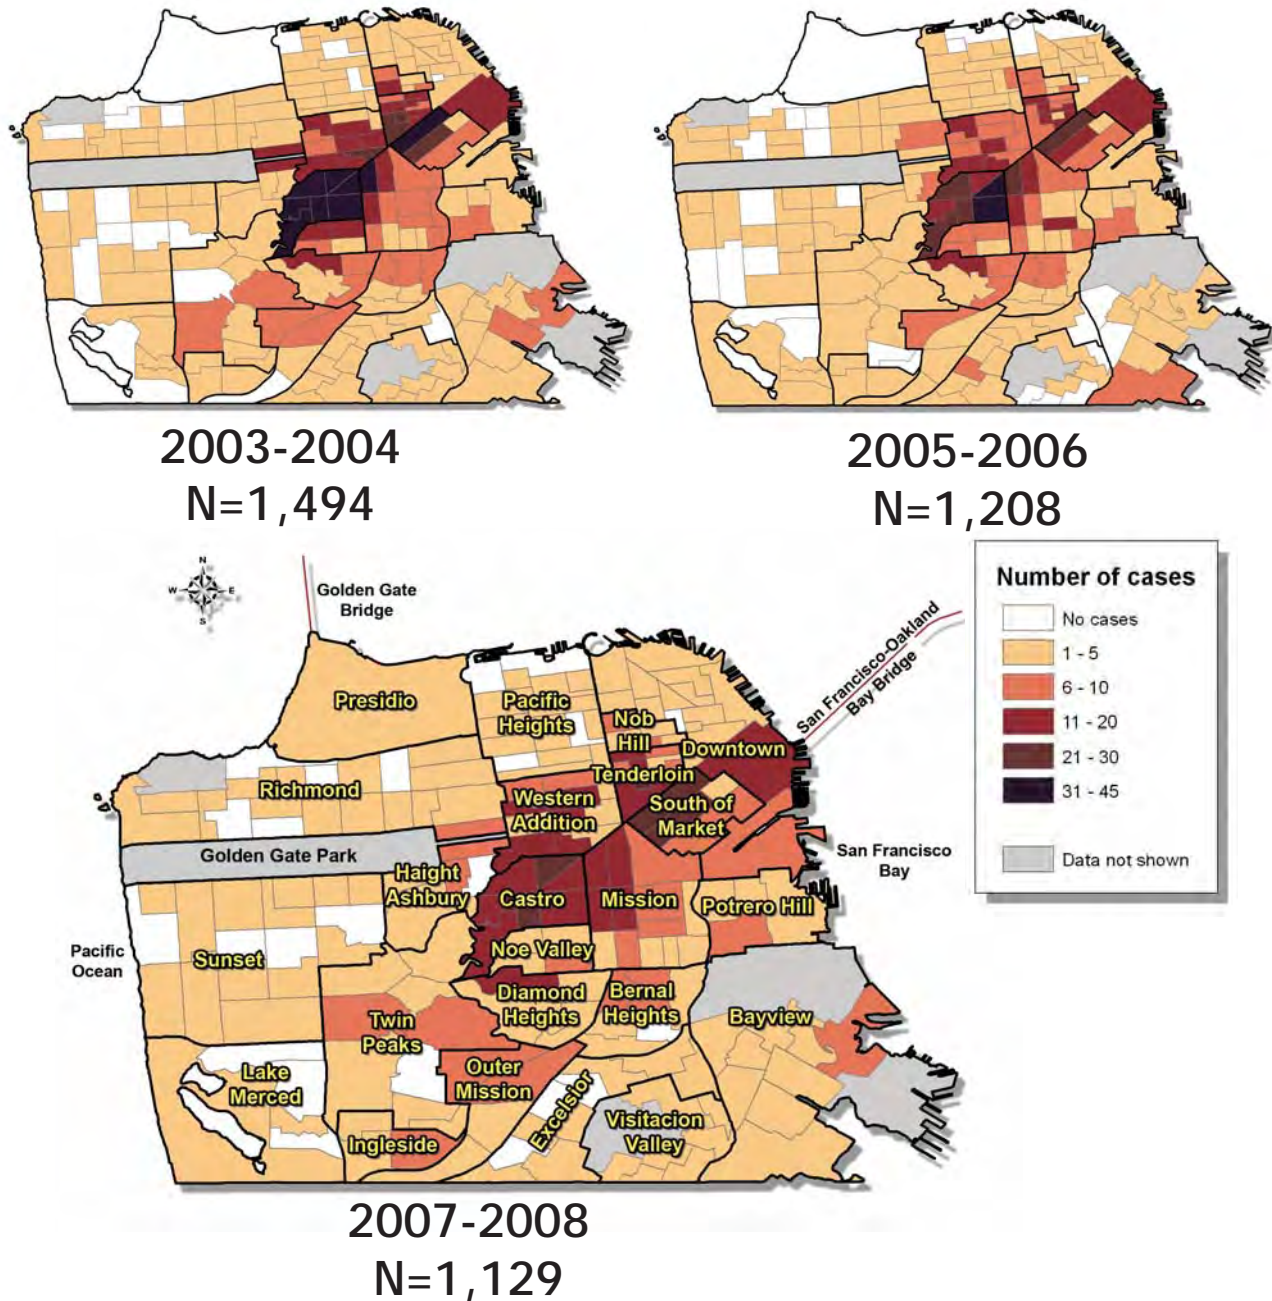 2003-2004
N=1,494
2005-2006
N=1,208
N
W
E
S
Golden Gate
Bridge
San Francisco-Oakland
Bay Bridge
Number of cases
No cases
1 - 5
6 - 10
11 - 20
21 - 30
31 - 45
Data not shown
Presidio
Pacific
Heights
Nob
Hill
Downtown
Tenderloin
Richmond
Western
Addition
South of
Market
Golden Gate Park
San Francisco
Bay
Haight
Ashbury
Castro
Mission
Potrero Hill
Pacific
Ocean
Sunset
Noe Valley
Diamond
Heights
Bernal
Heights
Bayview
Twin
Peaks
Lake
Merced
Outer
Mission
Excelsior
Visitacion
Valley
Ingleside
2007-2008
N=1,129